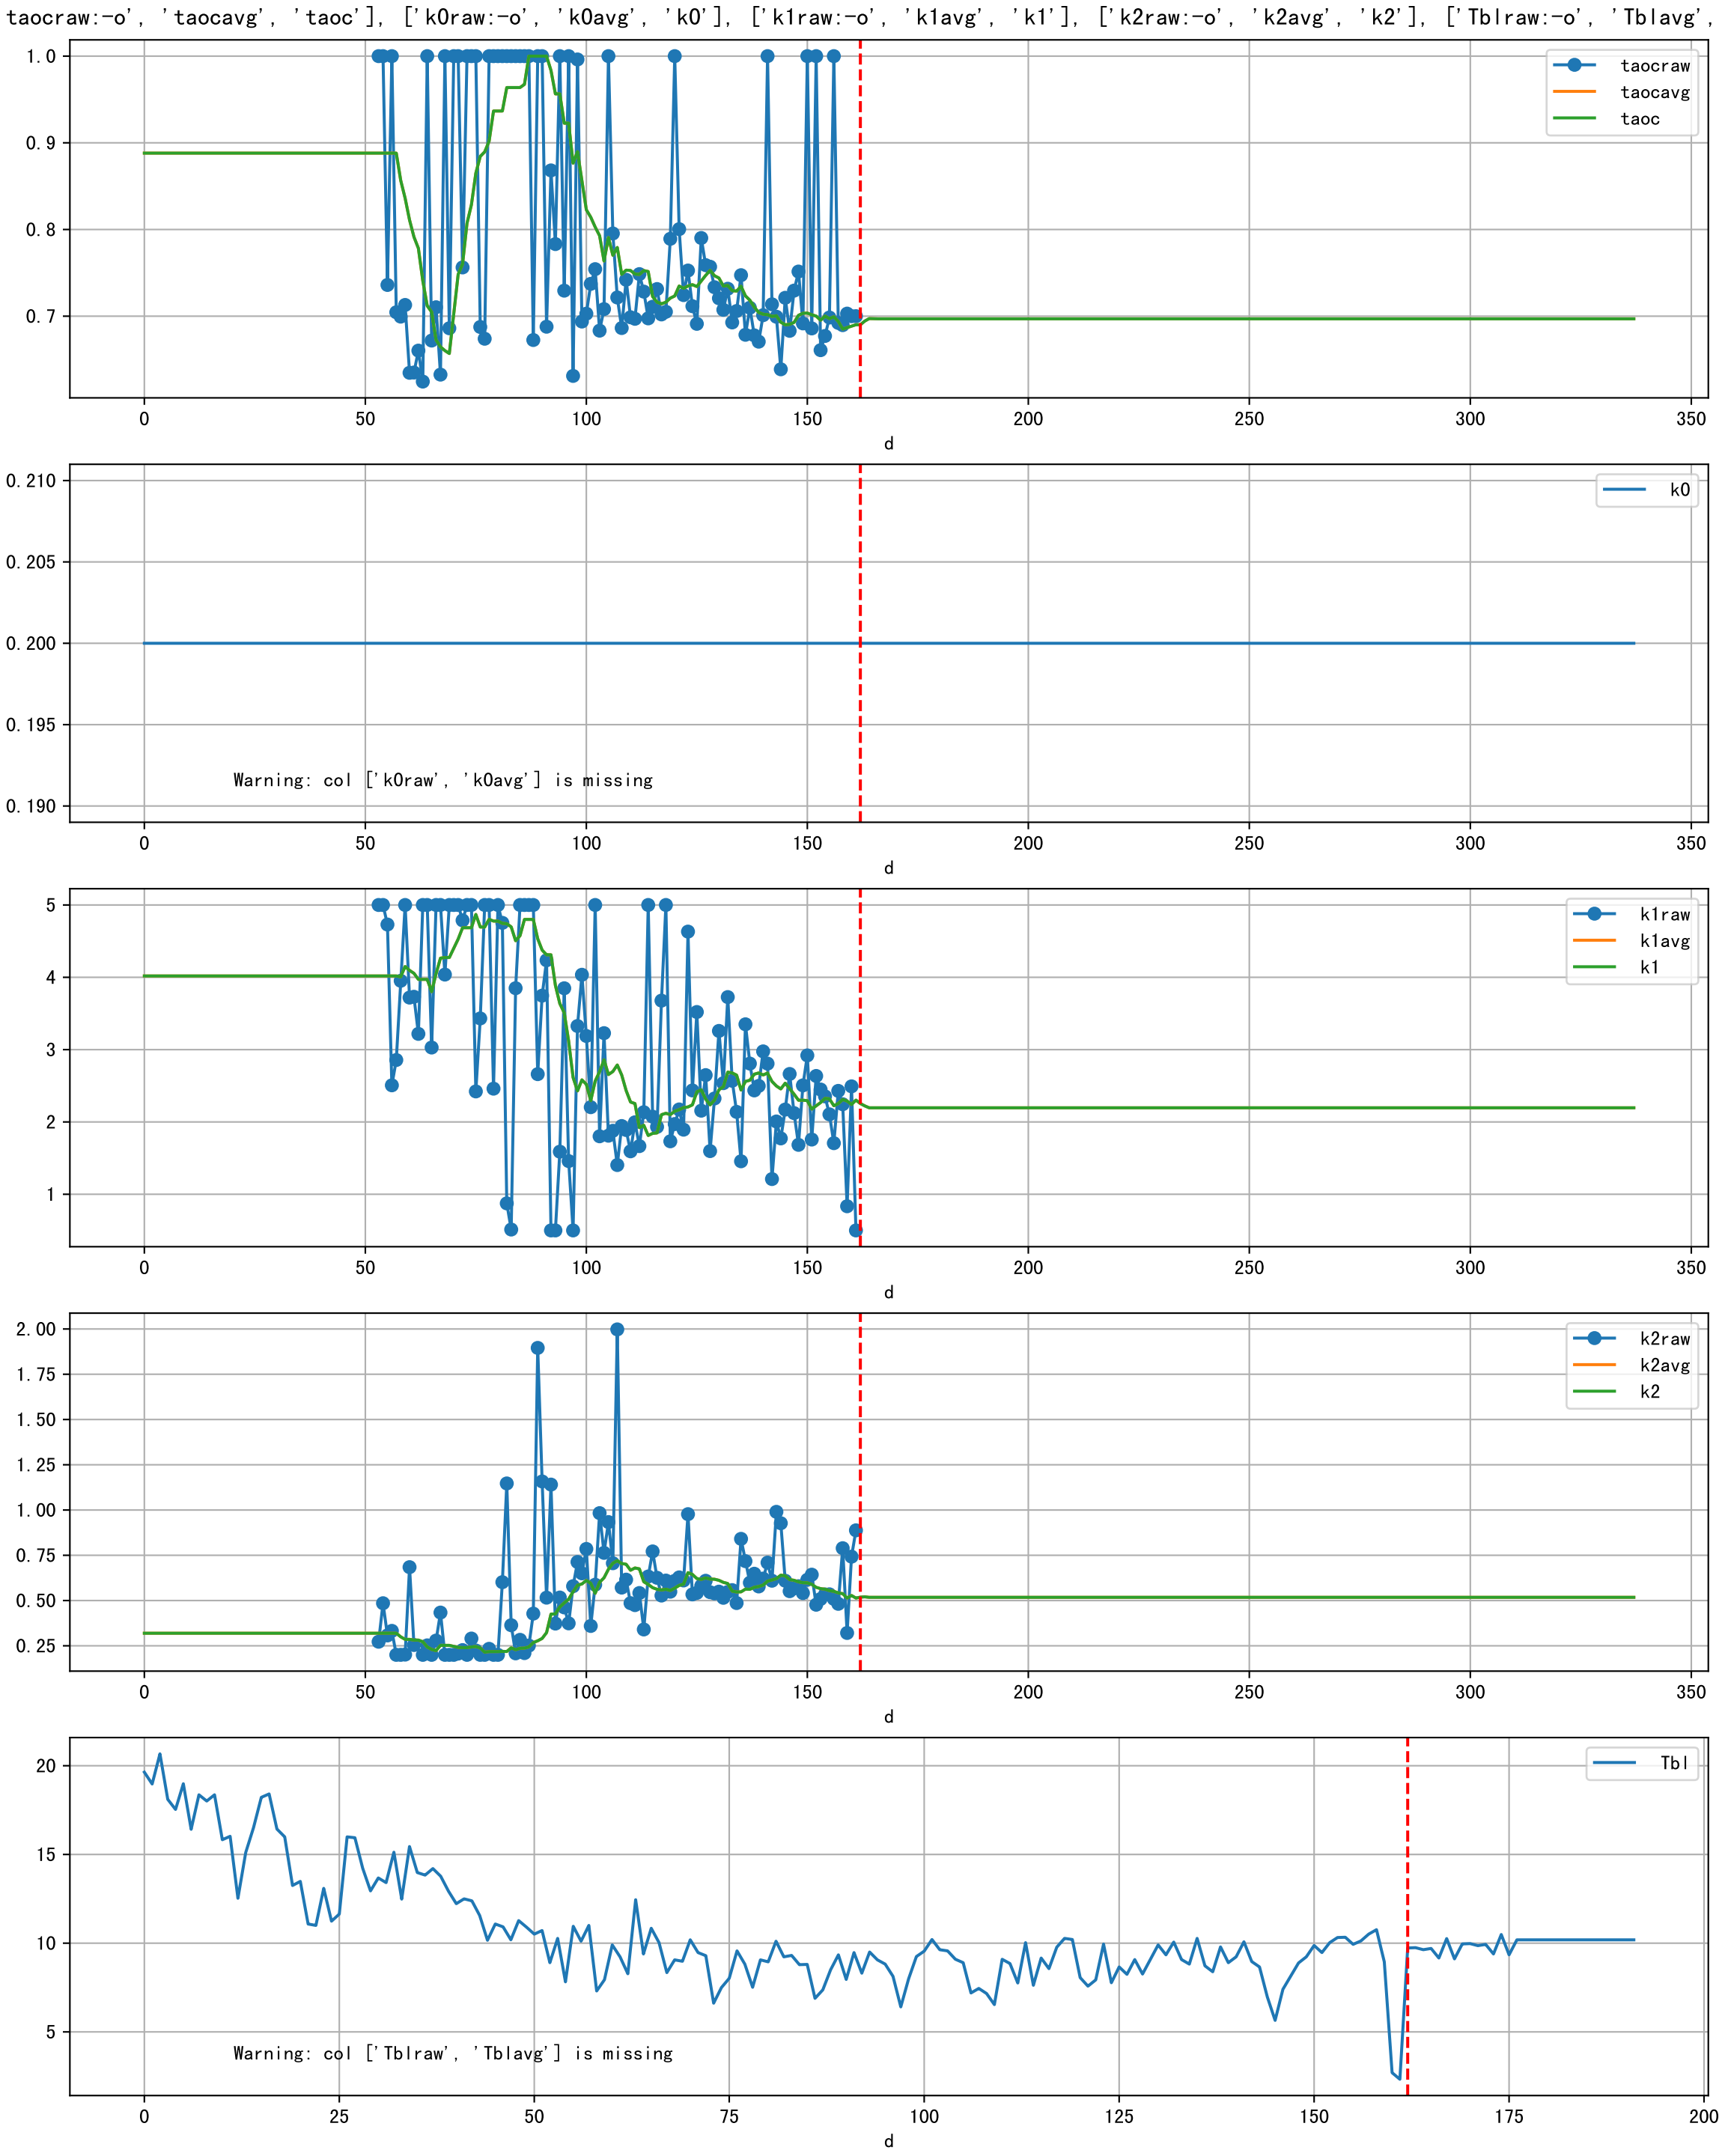 taocraw:-o', 'taocavg', 'taoc'], ['k0raw:-o', 'k0avg', 'k0'], ['k1raw:-o', 'k1avg', 'k1'], ['k2raw:-o', 'k2avg', 'k2'], ['Tblraw:-o', 'Tblavg',
1.0
0.9
0.8
0.7
taocraw
taocavg
taoc
0 50 100 150 200 250 300 350
d
0.210
0.205
0.200
0.195
0.190
k0
Warning: col ['k0raw', 'k0avg'] is missing
0 50 100 150 200 250 300 350
d
5
4
3
2
1
k1raw
k1avg
k1
0 50 100 150 200 250 300 350
d
2.00
1.75
1.50
1.25
1.00
0.75
0.50
0.25
k2raw
k2avg
k2
0 50 100 150 200 250 300 350
d
20
15
10
5
Tbl
Warning: col ['Tblraw', 'Tblavg'] is missing
0 25 50 75 100 125 150 175 200
d